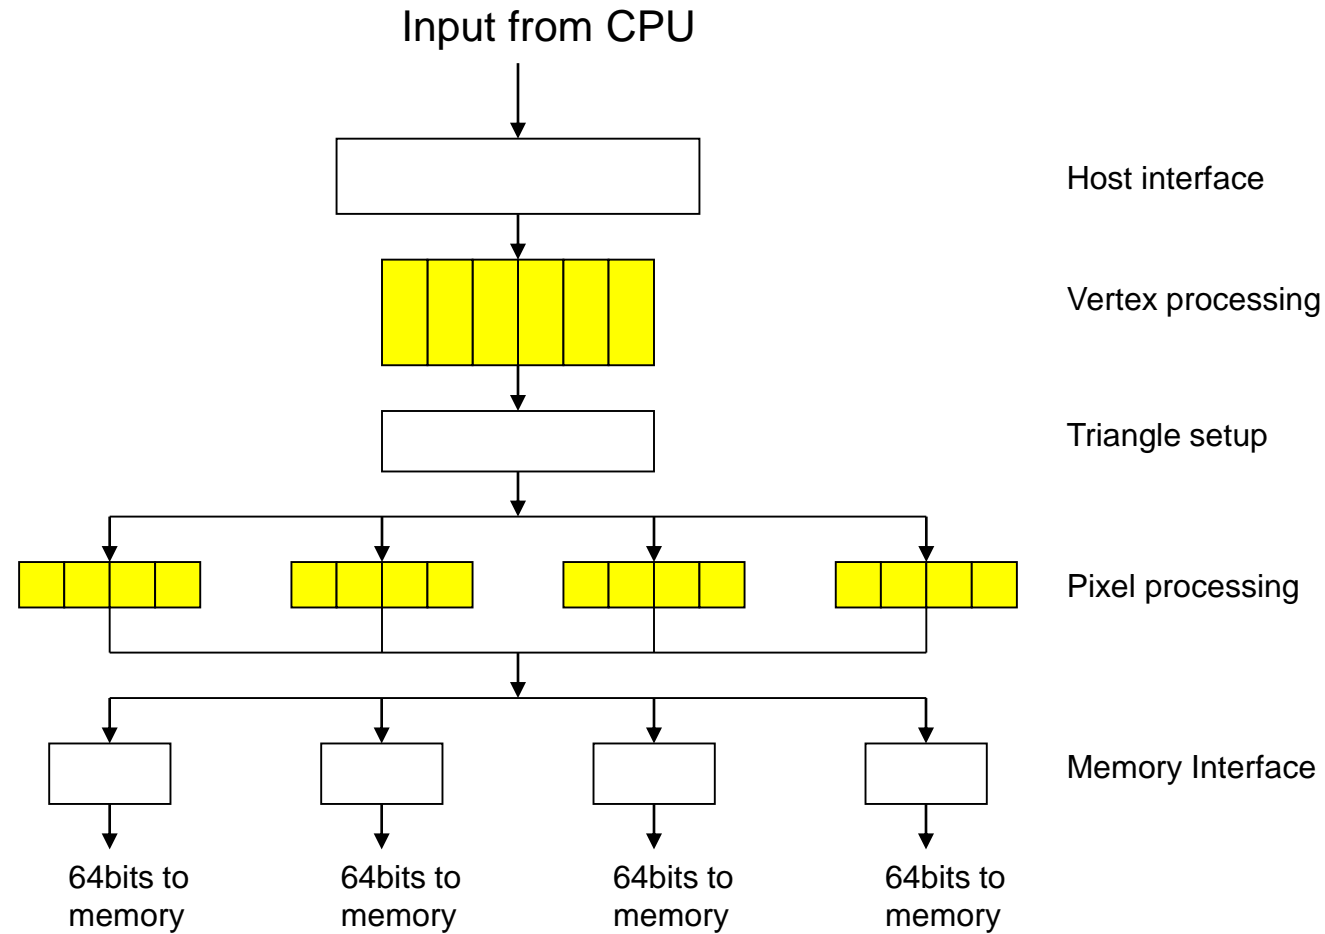 Input from CPU
Host interface
Vertex processing
Triangle setup
Pixel processing
Memory Interface
64bits to
memory
64bits to
memory
64bits to
memory
64bits to
memory